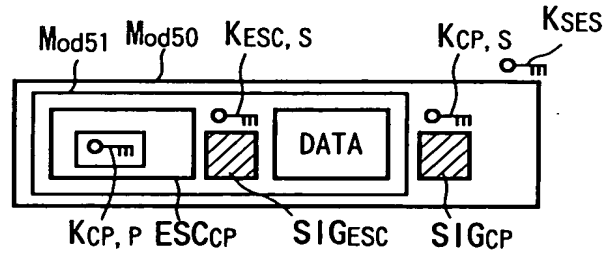 Mod51 Mod50 KESC, S KCP, S KSES
DATA
KCP, P ESCCP SIGESC SIGCP